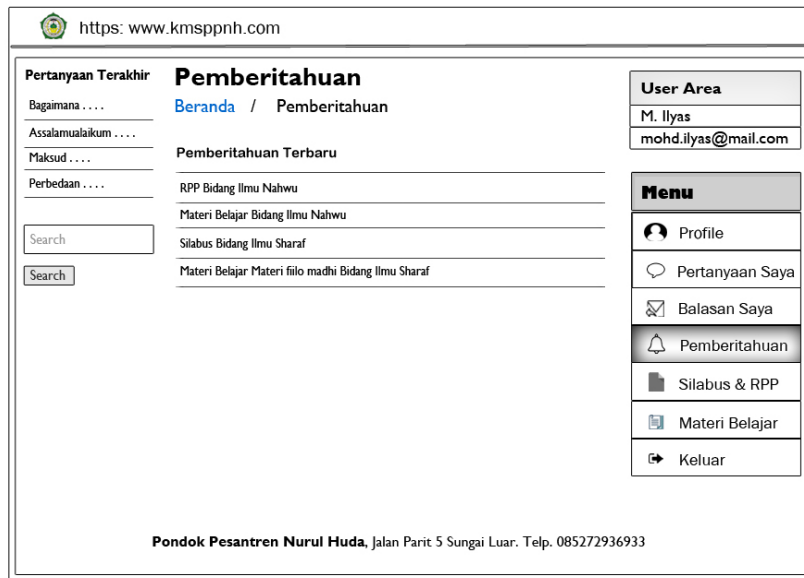 https: www.kmsppnh.com
Pertanyaan Terakhir
Bagaimana . . . .
Assalamualaikum . . . .
Maksud . . . .
Perbedaan . . . .
Search
Search
Pemberitahuan
Beranda / Pemberitahuan
Pemberitahuan Terbaru
RPP Bidang Ilmu Nahwu
Materi Belajar Bidang Ilmu Nahwu
Silabus Bidang Ilmu Sharaf
Materi Belajar Materi fiilo madhi Bidang Ilmu Sharaf
User Area
M. Ilyas
mohd.ilyas@mail.com
Menu
Profile
Pertanyaan Saya
Balasan Saya
Pemberitahuan
Silabus & RPP
Materi Belajar
Keluar
Pondok Pesantren Nurul Huda, Jalan Parit 5 Sungai Luar. Telp. 085272936933